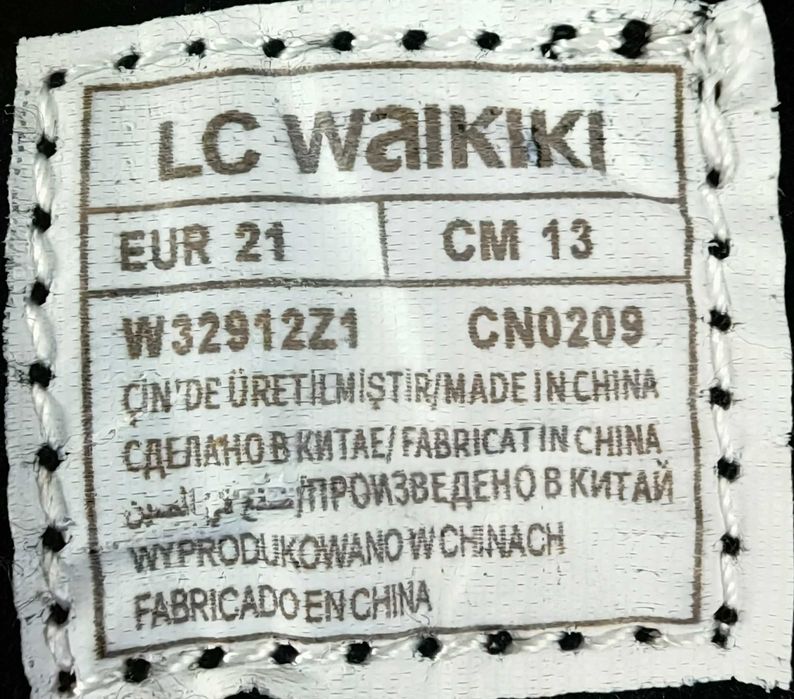 LC Waikiki
EUR 21 CM 13
W32912Z1 CN0209
ÇİN'DE ÜRETİLMİŞTİR/MADE IN CHINA
СДЕЛАНО В КИТАЕ/FABRICAT IN CHINA
صنع في الصين/ПРОИЗВЕДЕНО В КИТАЙ
WYPRODUKOWANO W CHINACH
FABRICADO EN CHINA